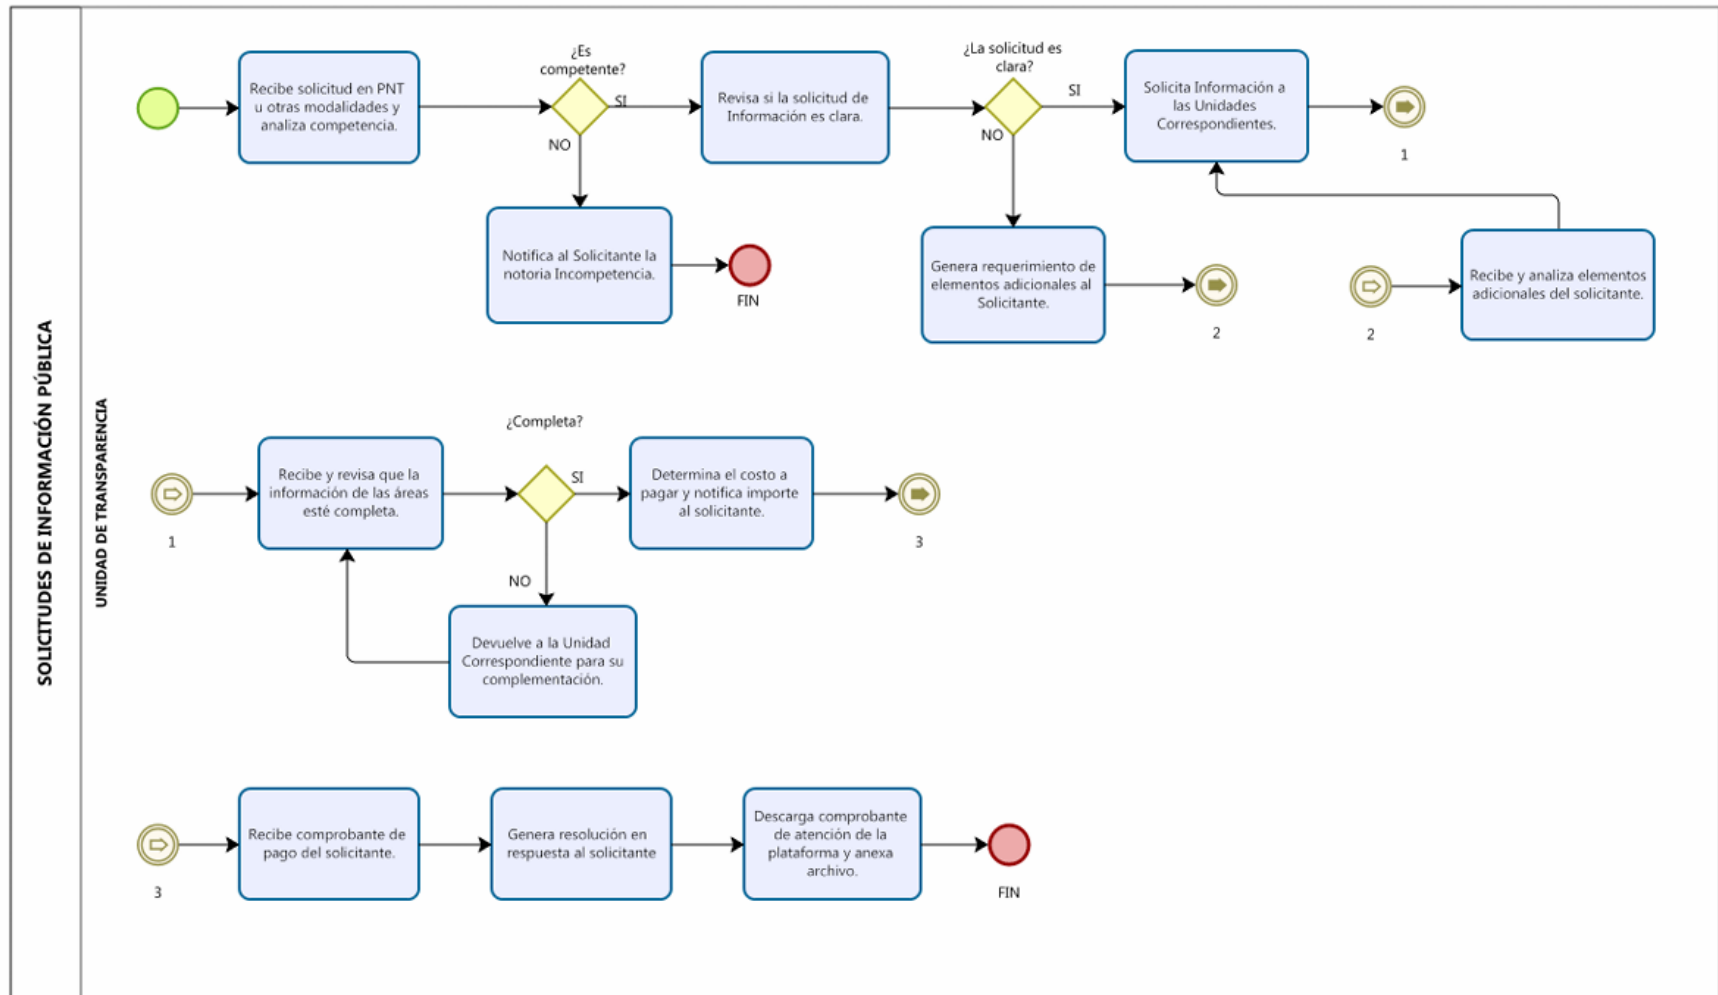 SOLICITUDES DE INFORMACIÓN PÚBLICA
UNIDAD DE TRANSPARENCIA
Recibe solicitud en PNT
u otras modalidades y
analiza competencia.
¿Es
competente?
SI
NO
Notifica al Solicitante la
notoria Incompetencia.
FIN
Revisa si la solicitud de
Información es clara.
¿La solicitud es
clara?
SI
NO
Solicita Información a
las Unidades
Correspondientes.
1
Genera requerimiento de
elementos adicionales al
Solicitante.
2
2
Recibe y analiza elementos
adicionales del solicitante.
1
Recibe y revisa que la
información de las áreas
esté completa.
¿Completa?
SI
NO
Determina el costo a
pagar y notifica importe
al solicitante.
3
Devuelve a la Unidad
Correspondiente para su
complementación.
3
Recibe comprobante de
pago del solicitante.
Genera resolución en
respuesta al solicitante
Descarga comprobante
de atención de la
plataforma y anexa
archivo.
FIN